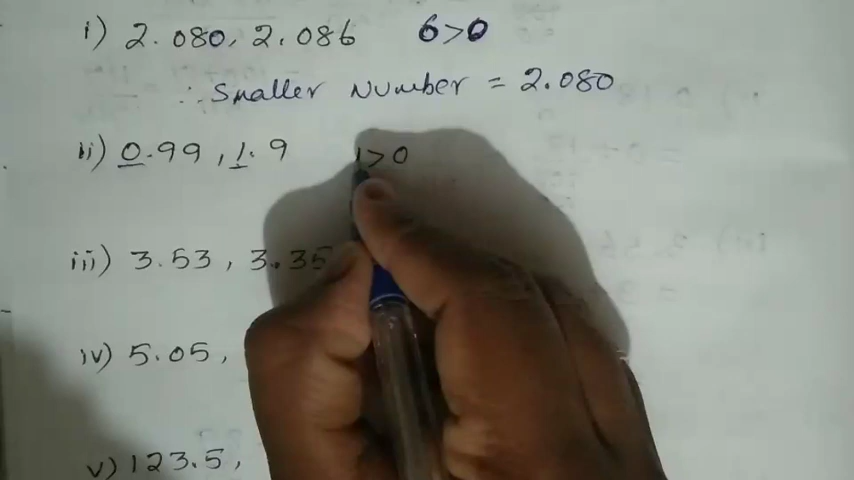 i) 2.080, 2.086 6>0
∴ Smaller Number = 2.080
ii) 0.99, 1.9 1>0
iii) 3.53, 3.35
iv) 5.05,
v) 123.5,